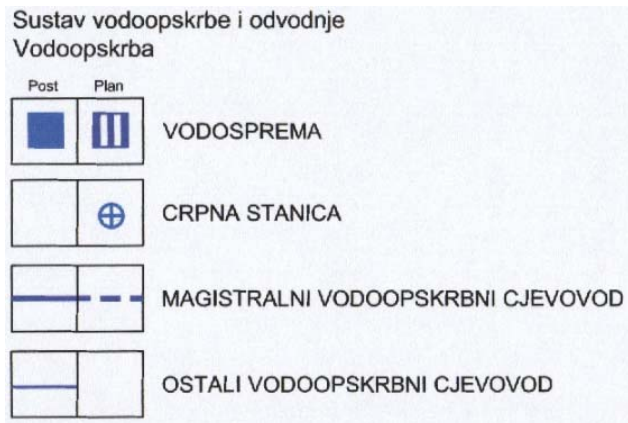 Sustav vodoopskrbe i odvodnje
Vodoopskrba
Post Plan
VODOSPREMA
CRPNA STANICA
MAGISTRALNI VODOOPSKRBNI CJEVOVOD
OSTALI VODOOPSKRBNI CJEVOVOD